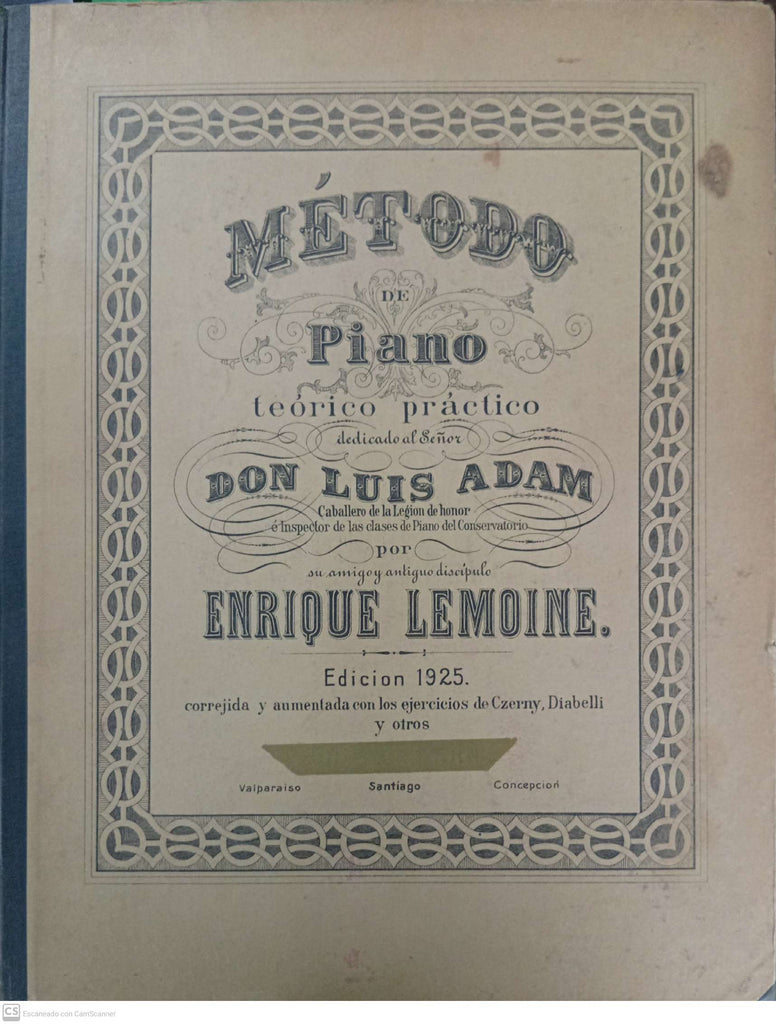 MÉTODO
DE
Piano
teórico práctico
dedicado al Señor
DON LUIS ADAM
Caballero de la Legion de honor
é Inspector de las clases de Piano del Conservatorio
por
su amigo y antiguo discípulo
ENRIQUE LEMOINE.
Edicion 1925.
correjida y aumentada con los ejercicios de Czerny, Diabelli
y otros
Valparaiso Santiago Concepción
CS Escaneado con CamScanner